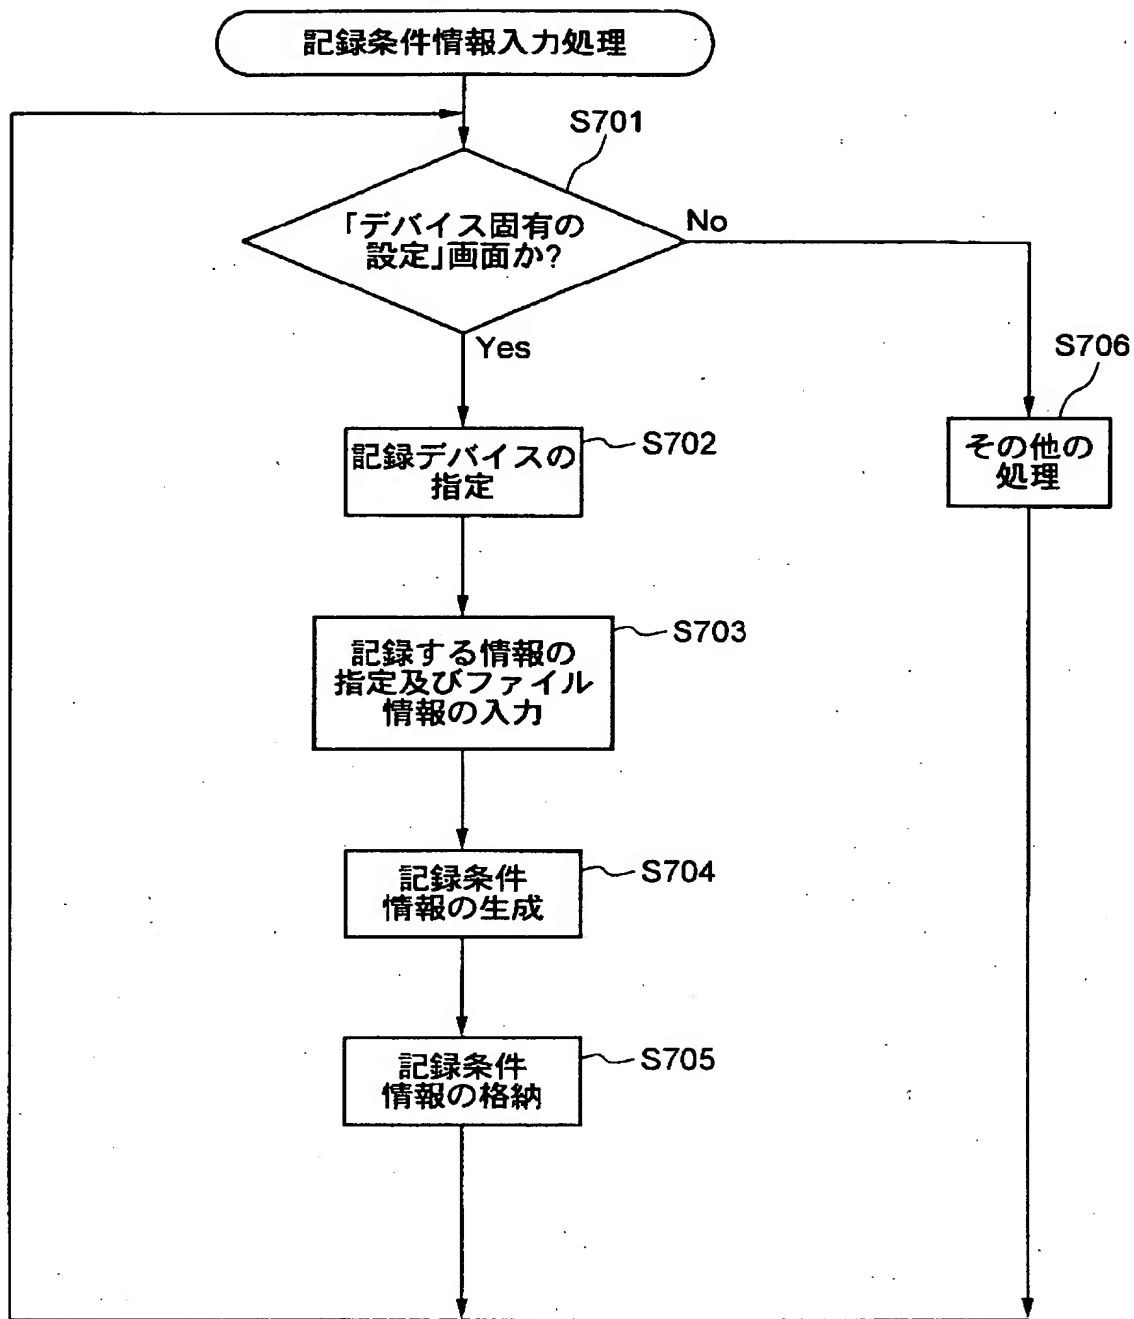 記録条件情報入力処理
S701
「デバイス固有の
設定」画面か?
No
Yes
S706
S702
記録デバイスの
指定
その他の
処理
S703
記録する情報の
指定及びファイル
情報の入力
S704
記録条件
情報の生成
S705
記録条件
情報の格納